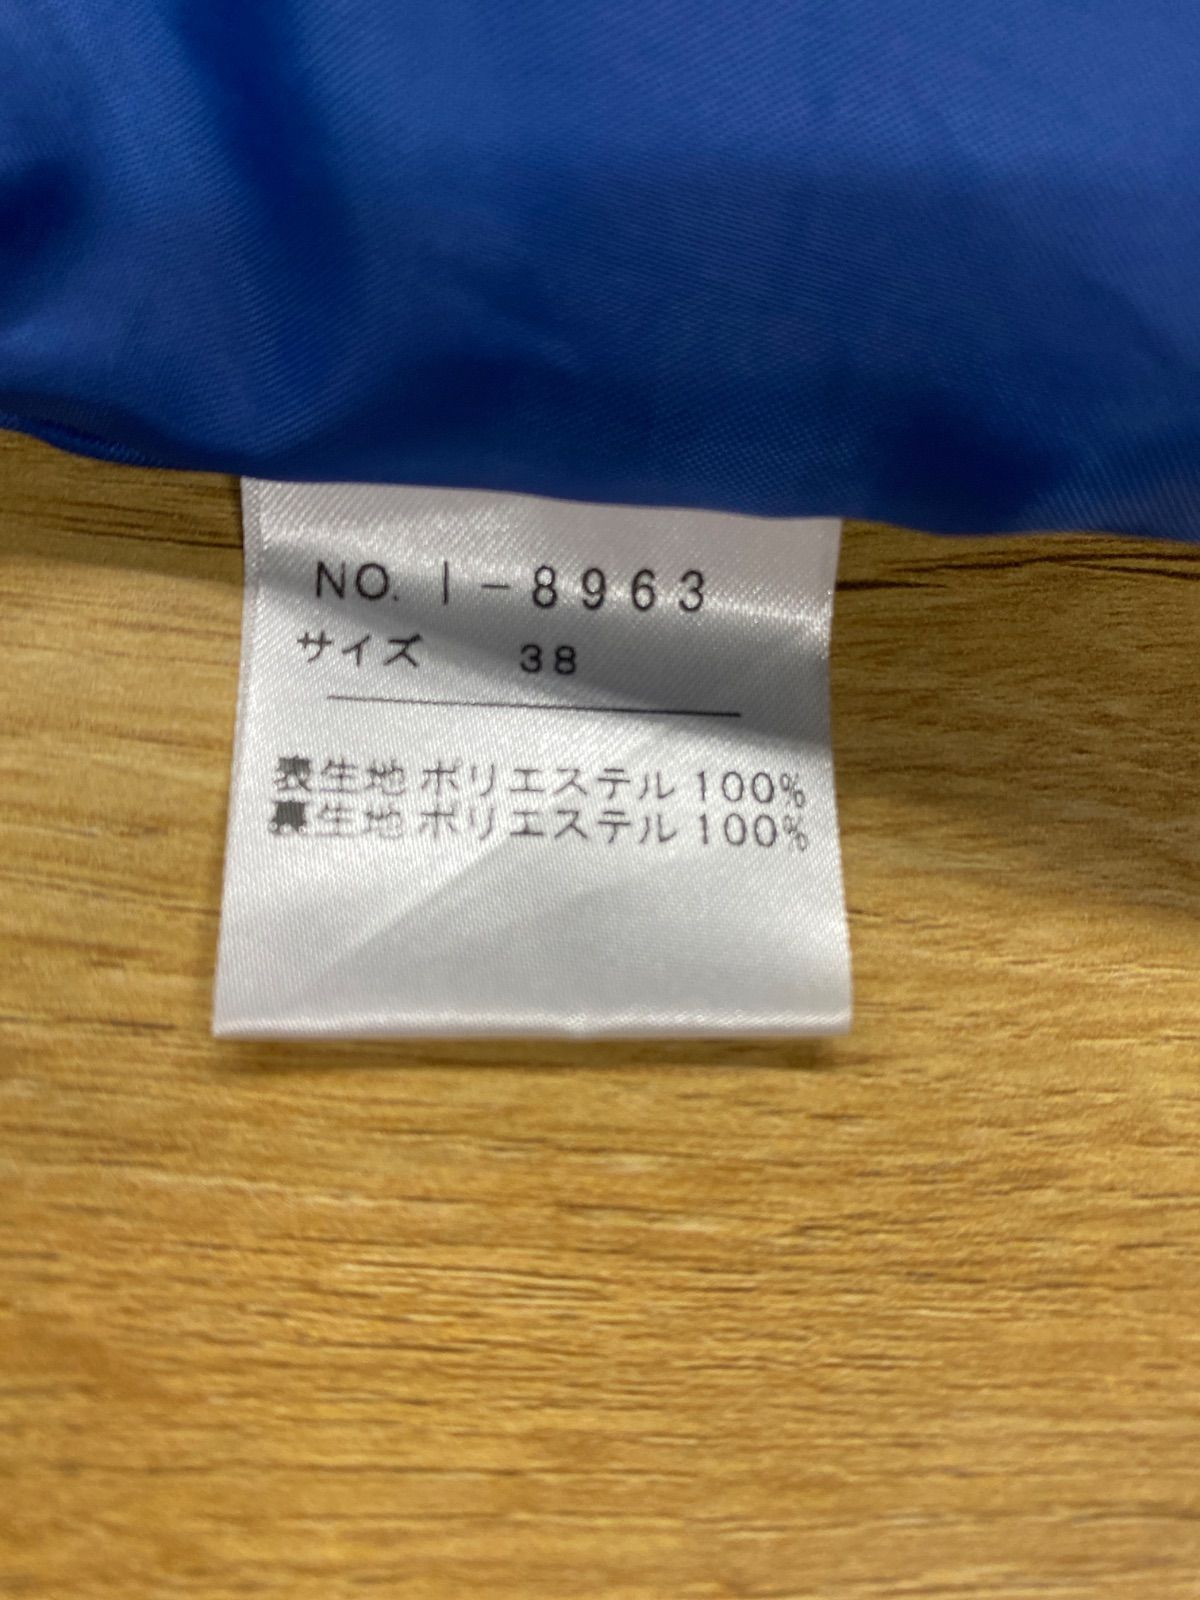 NO. I-8963
サイズ 38
表生地 ポリエステル 100%
裏生地 ポリエステル 100%